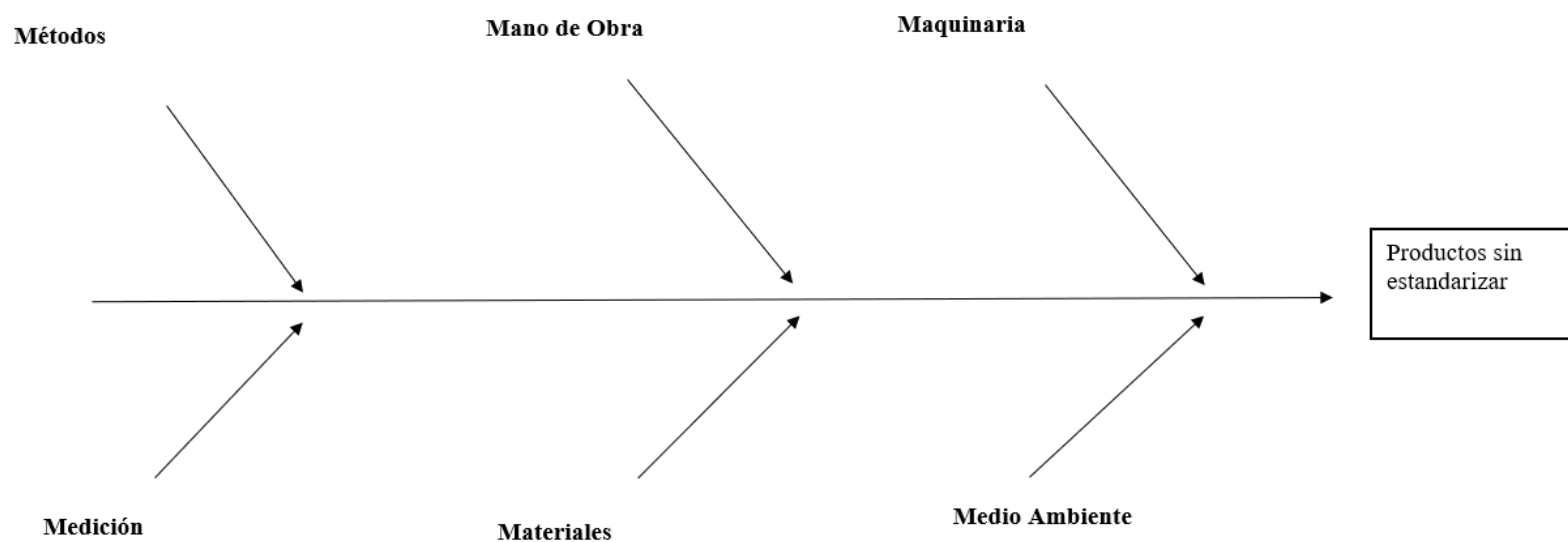 Métodos
Mano de Obra
Maquinaria
Productos sin
estandarizar
Medición
Materiales
Medio Ambiente